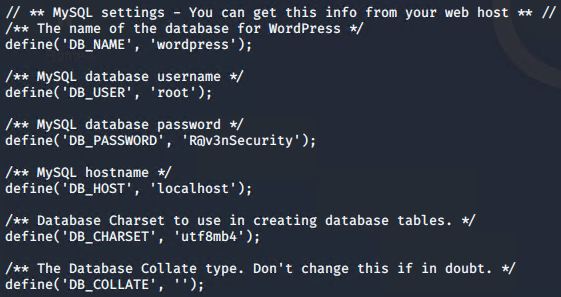 // ** MySQL settings - You can get this info from your web host ** //
/** The name of the database for WordPress */
define('DB_NAME', 'wordpress');
/** MySQL database username */
define('DB_USER', 'root');
/** MySQL database password */
define('DB_PASSWORD', 'R@v3nSecurity');
/** MySQL hostname */
define('DB_HOST', 'localhost');
/** Database Charset to use in creating database tables. */
define('DB_CHARSET', 'utf8mb4');
/** The Database Collate type. Don't change this if in doubt. */
define('DB_COLLATE', '');